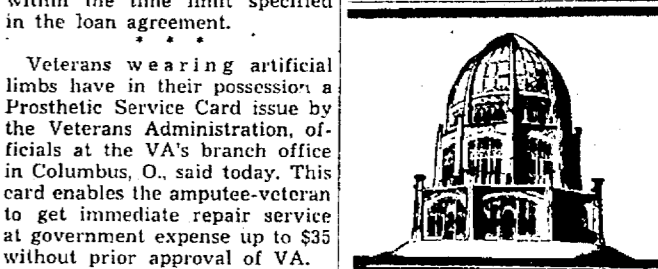 within the time limit specified
in the loan agreement.
* * *
Veterans wearing artificial
limbs have in their possession a
Prosthetic Service Card issue by
the Veterans Administration, of-
ficials at the VA's branch office
in Columbus, O., said today. This
card enables the amputee-veteran
to get immediate repair service
at government expense up to $35
without prior approval of VA.